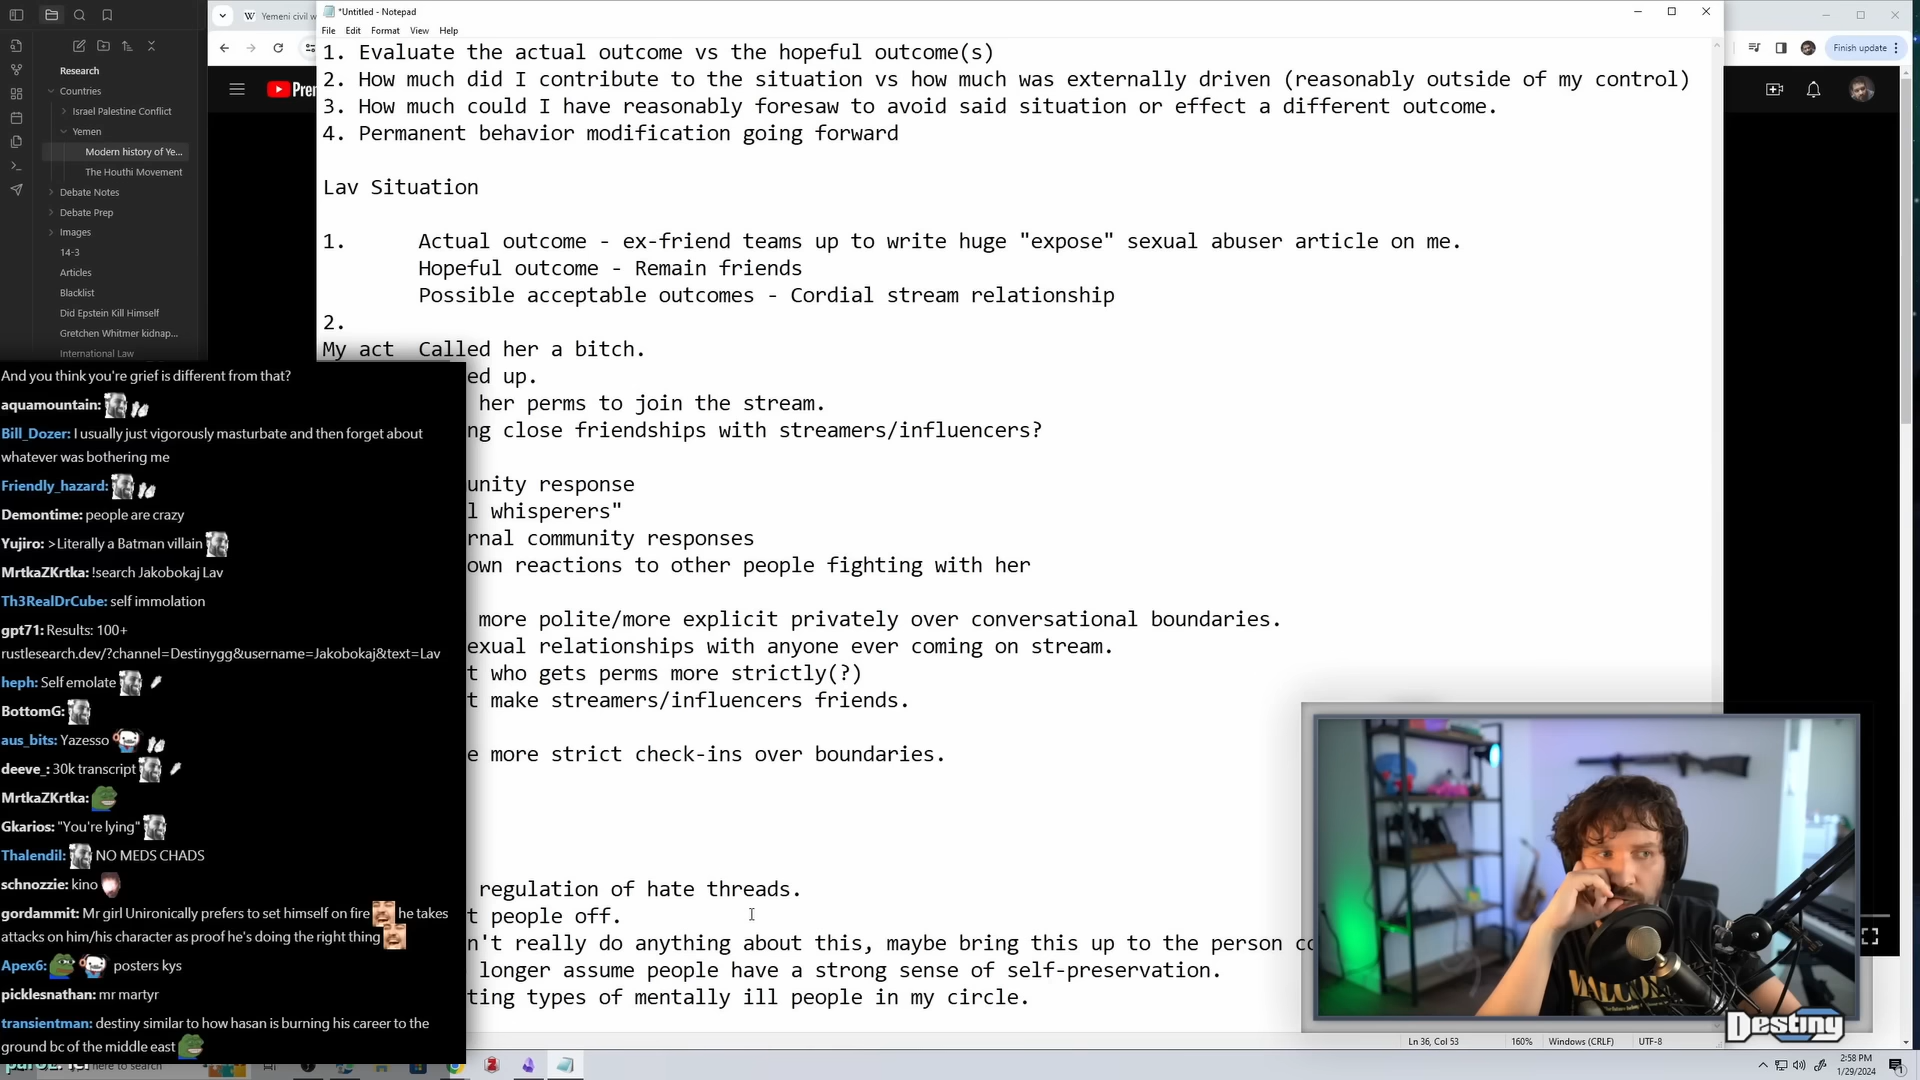 *Untitled - Notepad
Yemeni civil w
File Edit Format View Help
Finish update
Prem
Research
Countries
Israel Palestine Conflict
Yemen
Modern history of Ye...
The Houthi Movement
Debate Notes
Debate Prep
Images
14-3
Articles
Blacklist
Did Epstein Kill Himself
Gretchen Whitmer kidnap...
International Law
1. Evaluate the actual outcome vs the hopeful outcome(s)
2. How much did I contribute to the situation vs how much was externally driven (reasonably outside of my control)
3. How much could I have reasonably foresaw to avoid said situation or effect a different outcome.
4. Permanent behavior modification going forward
Lav Situation
1. Actual outcome - ex-friend teams up to write huge "expose" sexual abuser article on me.
Hopeful outcome - Remain friends
Possible acceptable outcomes - Cordial stream relationship
2.
My act Called her a bitch.
ed up.
her perms to join the stream.
ng close friendships with streamers/influencers?
unity response
l whisperers"
rnal community responses
own reactions to other people fighting with her
more polite/more explicit privately over conversational boundaries.
exual relationships with anyone ever coming on stream.
t who gets perms more strictly(?)
t make streamers/influencers friends.
e more strict check-ins over boundaries.
regulation of hate threads.
t people off.
n't really do anything about this, maybe bring this up to the person co
longer assume people have a strong sense of self-preservation.
ting types of mentally ill people in my circle.
And you think you're grief is different from that?
aquamountain:
Bill_Dozer: I usually just vigorously masturbate and then forget about
whatever was bothering me
Friendly_hazard:
Demontime: people are crazy
Yujiro: >Literally a Batman villain
MrtkaZKrtka: !search Jakobokaj Lav
Th3RealDrCube: self immolation
gpt71: Results: 100+
rustlesearch.dev/?channel=Destinygg&username=Jakobokaj&text=Lav
heph: Self emolate
BottomG:
aus_bits: Yazesso
deeve_: 30k transcript
MrtkaZKrtka:
Gkarios: "You're lying"
Thalendil: NO MEDS CHADS
schnozzie: kino
gordammit: Mr girl Unironically prefers to set himself on fire he takes
attacks on him/his character as proof he's doing the right thing
Apex6: posters kys
picklesnathan: mr martyr
transientman: destiny similar to how hasan is burning his career to the
ground bc of the middle east
here to search
Destiny
Ln 36, Col 53 160% Windows (CRLF) UTF-8
2:58 PM
1/29/2024